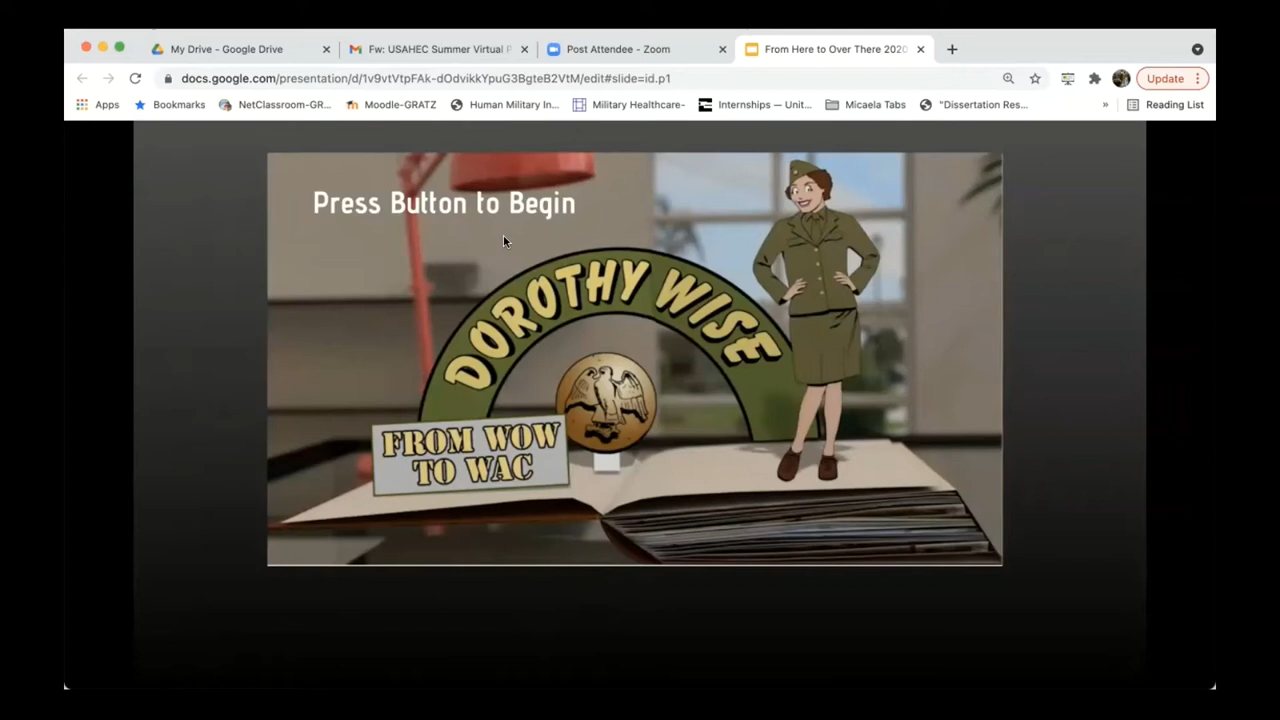 My Drive - Google Drive
Fw: USAHEC Summer Virtual P
Post Attendee - Zoom
From Here to Over There 2020
docs.google.com/presentation/d/1v9vtVtpFAk-dOdvikkYpuG3BgteB2VtM/edit#slide=id.p1
Update
Apps
Bookmarks
NetClassroom-GR...
Moodle-GRATZ
Human Military In...
Military Healthcare-
Internships — Unit...
Micaela Tabs
"Dissertation Res...
»
Reading List
Press Button to Begin
DOROTHY WISE
FROM WOW
TO WAC